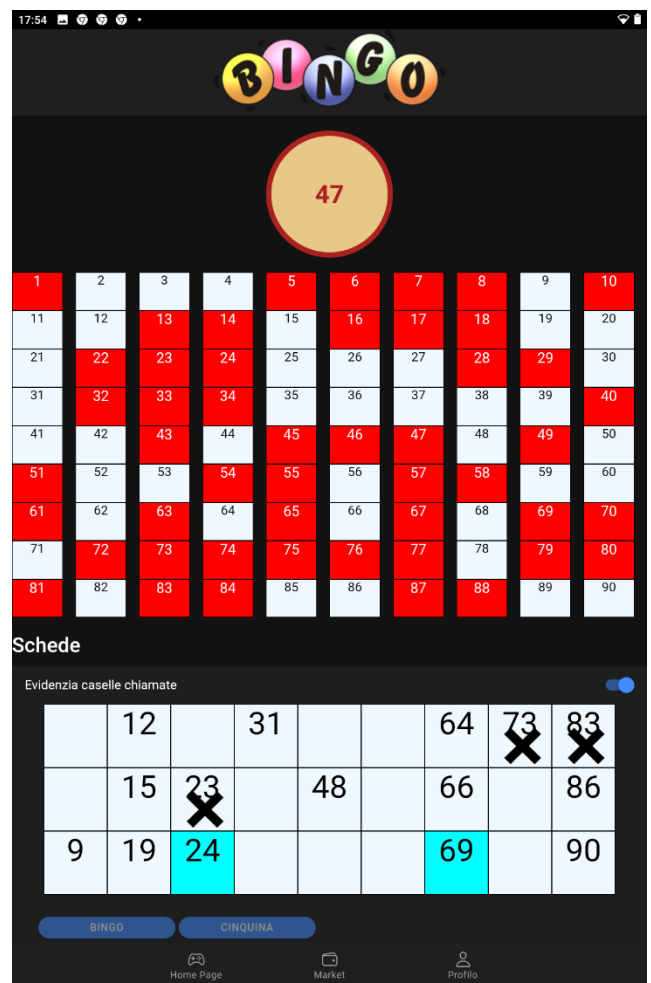 17:54
BINGO
47
1 2 3 4 5 6 7 8 9 10
11 12 13 14 15 16 17 18 19 20
21 22 23 24 25 26 27 28 29 30
31 32 33 34 35 36 37 38 39 40
41 42 43 44 45 46 47 48 49 50
51 52 53 54 55 56 57 58 59 60
61 62 63 64 65 66 67 68 69 70
71 72 73 74 75 76 77 78 79 80
81 82 83 84 85 86 87 88 89 90
Schede
Evidenzia caselle chiamate
12 31 64 73 83
15 23 48 66 86
9 19 24 69 90
BINGO CINQUINA
Home Page Market Profilo